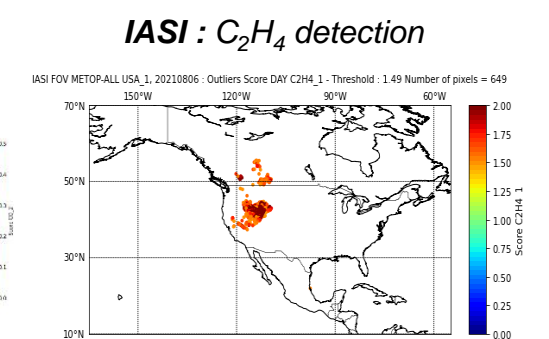 IASI : C₂H₄ detection
IASI FOV METOP-ALL USA_1, 20210806 : Outliers Score DAY C2H4_1 - Threshold : 1.49 Number of pixels = 649
150°W 120°W 90°W 60°W
70°N
50°N
30°N
10°N
2.00
1.75
1.50
1.25
1.00
0.75
0.50
0.25
0.00
Score C2H4 1